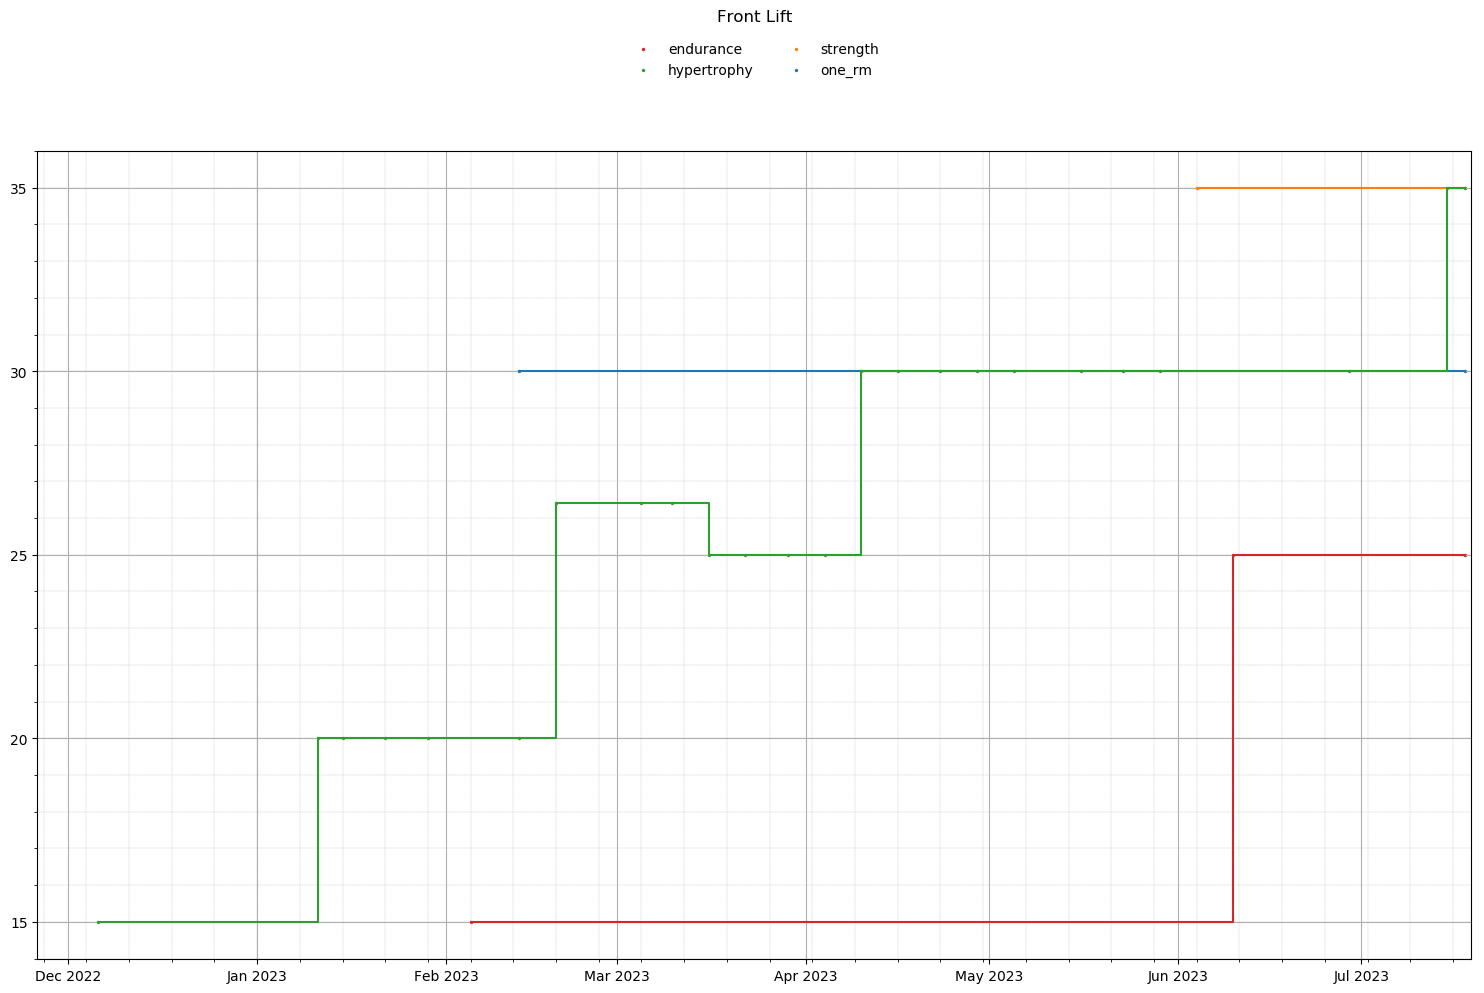 Front Lift
endurance
hypertrophy
strength
one_rm
35
30
25
20
15
Dec 2022
Jan 2023
Feb 2023
Mar 2023
Apr 2023
May 2023
Jun 2023
Jul 2023